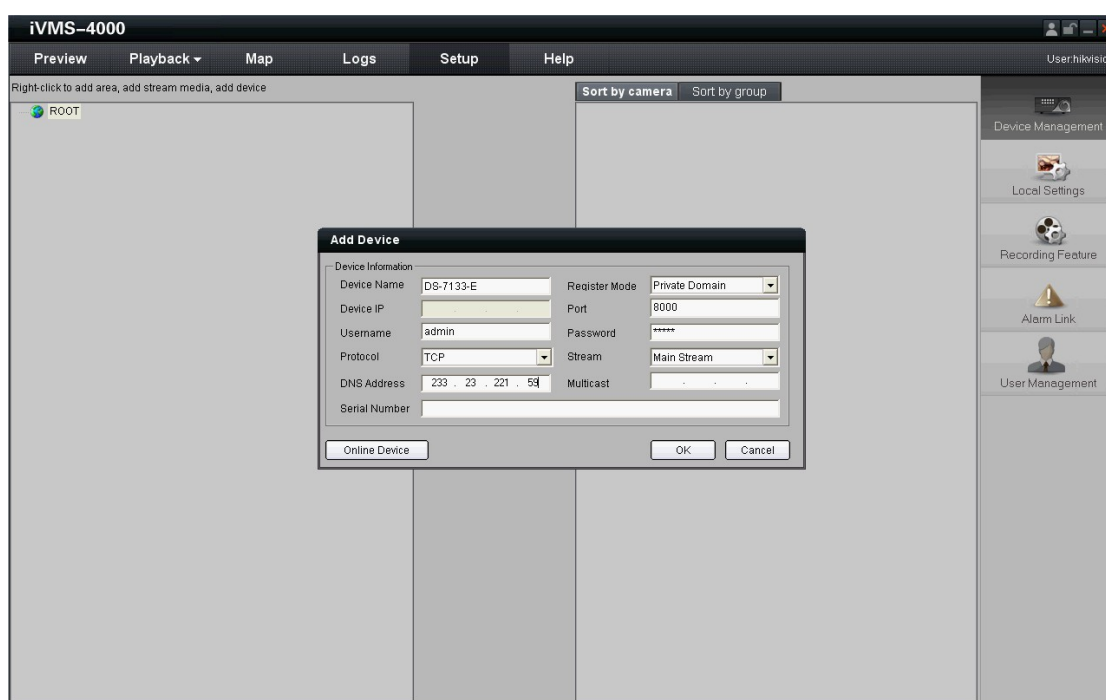 iVMS-4000
Preview Playback Map Logs Setup Help User:hikvisio
Right-click to add area, add stream media, add device
Sort by camera Sort by group
ROOT
Device Management
Local Settings
Recording Feature
Alarm Link
User Management
Add Device
Device Information
Device Name DS-7133-E Register Mode Private Domain
Device IP . . . Port 8000
Username admin Password *****
Protocol TCP Stream Main Stream
DNS Address 233 . 23 . 221 . 59 Multicast . . .
Serial Number
Online Device OK Cancel